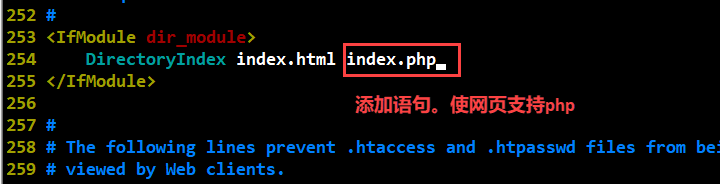 252 #
253 <IfModule dir_module>
254     DirectoryIndex index.html index.php
255 </IfModule>
256
添加语句。使网页支持php
257 #
258 # The following lines prevent .htaccess and .htpasswd files from bei
259 # viewed by Web clients.